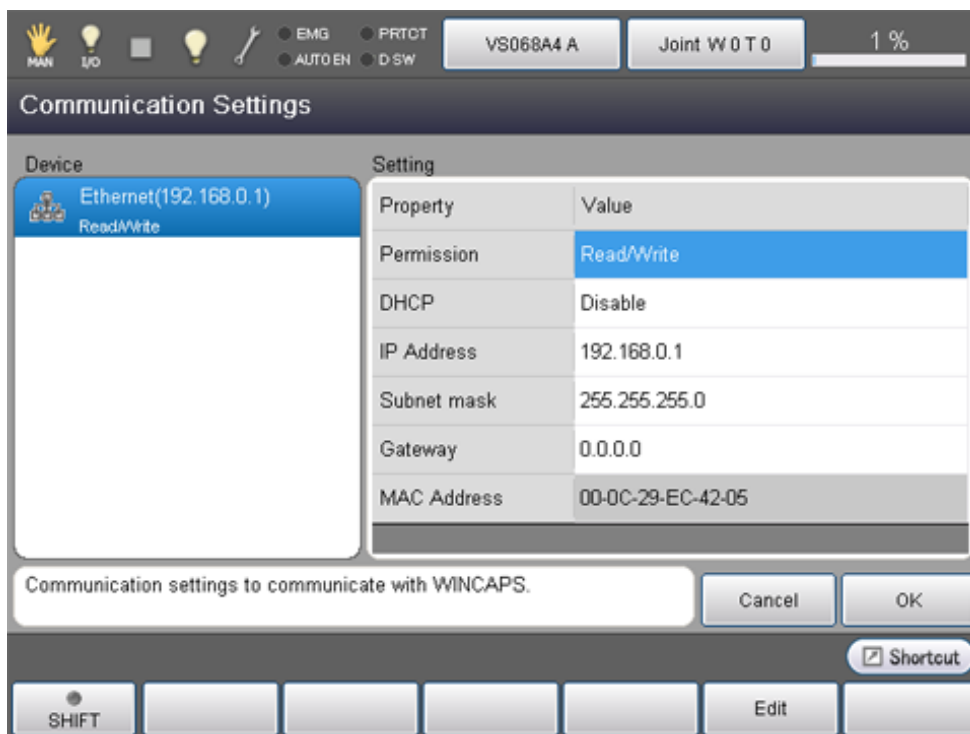 MAN
I/O
EMG
PRTCT
AUTO EN
D SW
VS068A4 A
Joint W 0 T 0
1 %
Communication Settings
Device
Setting
Ethernet(192.168.0.1)
Read/Write
Property Value
Permission Read/Write
DHCP Disable
IP Address 192.168.0.1
Subnet mask 255.255.255.0
Gateway 0.0.0.0
MAC Address 00-0C-29-EC-42-05
Communication settings to communicate with WINCAPS.
Cancel
OK
Shortcut
SHIFT
Edit